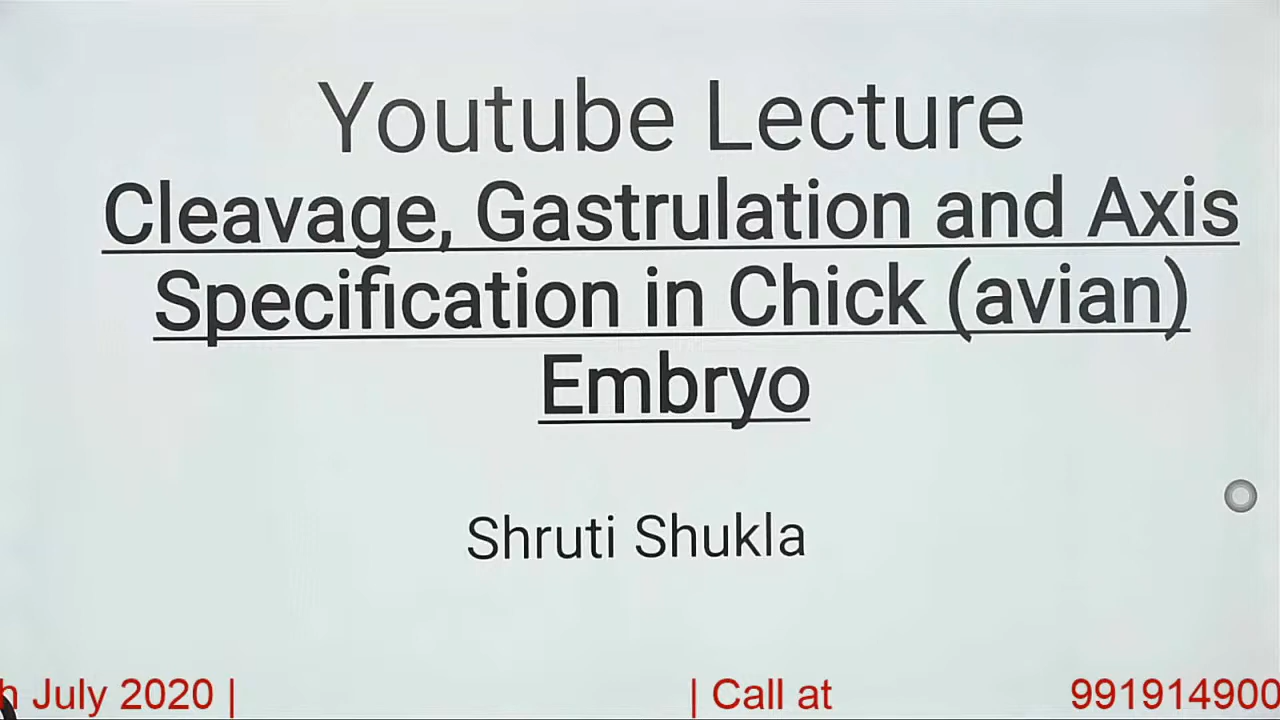 Youtube Lecture
Cleavage, Gastrulation and Axis
Specification in Chick (avian)
Embryo
Shruti Shukla
h July 2020 | | Call at 991914900